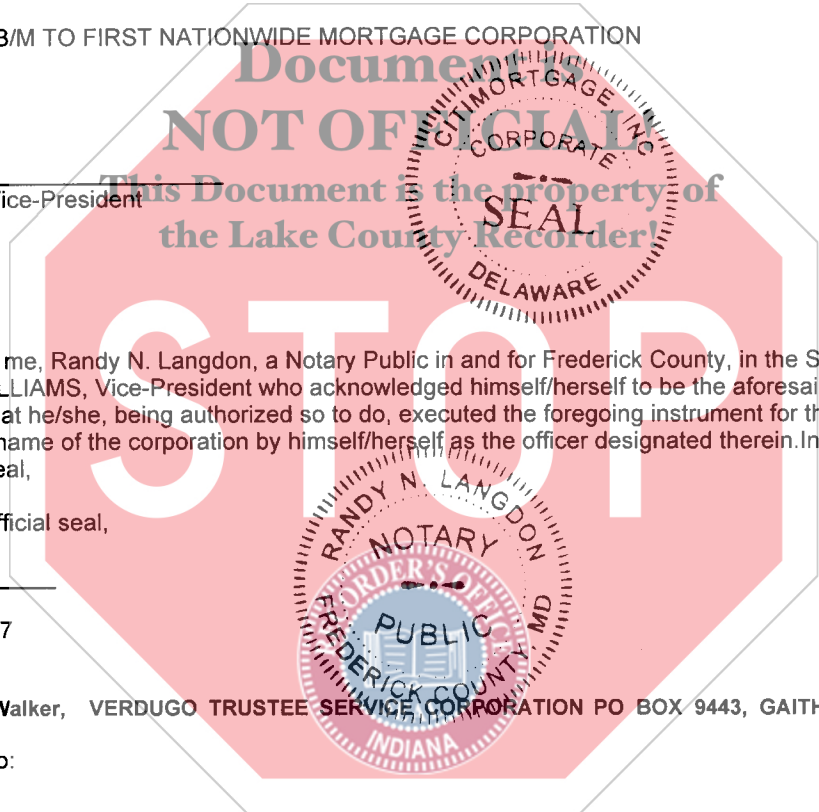 B/M TO FIRST NATIONWIDE MORTGAGE CORPORATION
Document is
NOT OFFICIAL!
This Document is the property of
the Lake County Recorder!
CITIMORTGAGE, INC
CORPORATE
SEAL
DELAWARE
ice-President
STOP
me, Randy N. Langdon, a Notary Public in and for Frederick County, in the S
LLIAMS, Vice-President who acknowledged himself/herself to be the aforesai
at he/she, being authorized so to do, executed the foregoing instrument for th
name of the corporation by himself/herself as the officer designated therein.In
eal,
fficial seal,
RANDY N. LANGDON
NOTARY
PUBLIC
FREDERICK COUNTY, MD
RECORDER'S OFFICE
INDIANA
7
Walker, VERDUGO TRUSTEE SERVICE CORPORATION PO BOX 9443, GAITH
o: